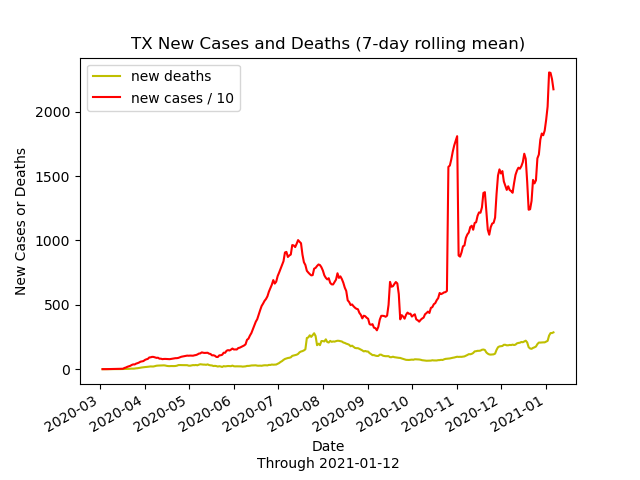 TX New Cases and Deaths (7-day rolling mean)
new deaths
new cases / 10
New Cases or Deaths
2000
1500
1000
500
0
2020-03
2020-04
2020-05
2020-06
2020-07
2020-08
2020-09
2020-10
2020-11
2020-12
2021-01
Date
Through 2021-01-12